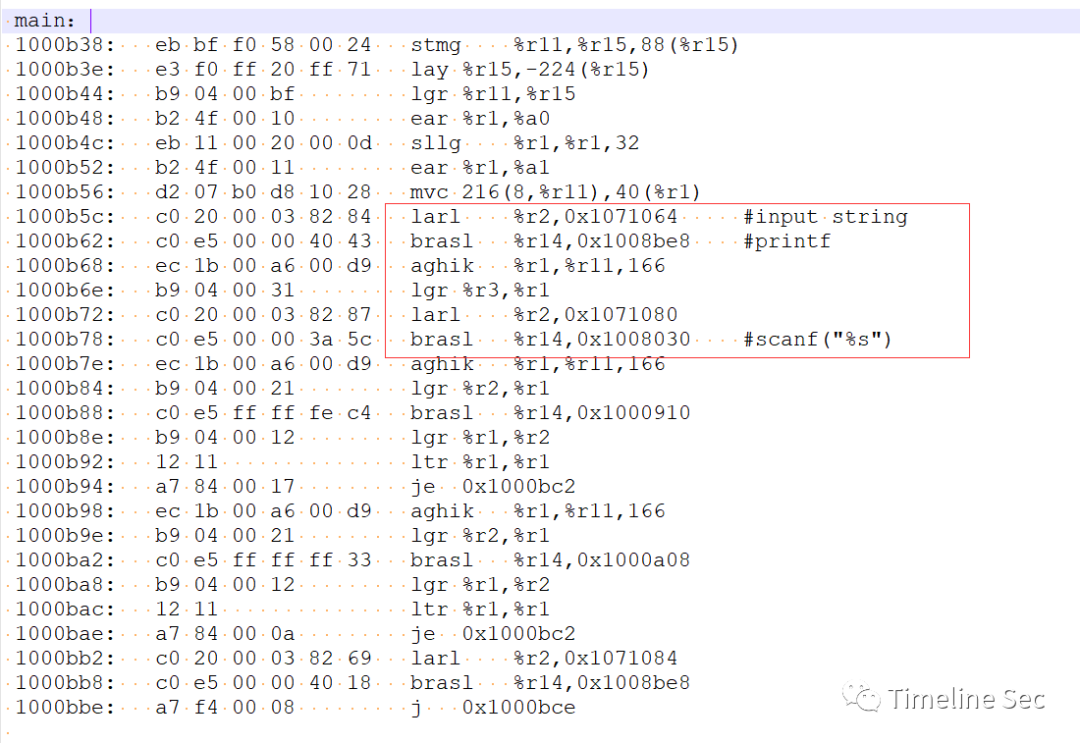 main:
1000b38: eb bf f0 58 00 24 stmg %r11,%r15,88(%r15)
1000b3e: e3 f0 ff 20 ff 71 lay %r15,-224(%r15)
1000b44: b9 04 00 bf lgr %r11,%r15
1000b48: b2 4f 00 10 ear %r1,%a0
1000b4c: eb 11 00 20 00 0d sllg %r1,%r1,32
1000b52: b2 4f 00 11 ear %r1,%a1
1000b56: d2 07 b0 d8 10 28 mvc 216(8,%r11),40(%r1)
1000b5c: c0 20 00 03 82 84 larl %r2,0x1071064 #input string
1000b62: c0 e5 00 00 40 43 brasl %r14,0x1008be8 #printf
1000b68: ec 1b 00 a6 00 d9 aghik %r1,%r11,166
1000b6e: b9 04 00 31 lgr %r3,%r1
1000b72: c0 20 00 03 82 87 larl %r2,0x1071080
1000b78: c0 e5 00 00 3a 5c brasl %r14,0x1008030 #scanf("%s")
1000b7e: ec 1b 00 a6 00 d9 aghik %r1,%r11,166
1000b84: b9 04 00 21 lgr %r2,%r1
1000b88: c0 e5 ff ff fe c4 brasl %r14,0x1000910
1000b8e: b9 04 00 12 lgr %r1,%r2
1000b92: 12 11 ltr %r1,%r1
1000b94: a7 84 00 17 je 0x1000bc2
1000b98: ec 1b 00 a6 00 d9 aghik %r1,%r11,166
1000b9e: b9 04 00 21 lgr %r2,%r1
1000ba2: c0 e5 ff ff ff 33 brasl %r14,0x1000a08
1000ba8: b9 04 00 12 lgr %r1,%r2
1000bac: 12 11 ltr %r1,%r1
1000bae: a7 84 00 0a je 0x1000bc2
1000bb2: c0 20 00 03 82 69 larl %r2,0x1071084
1000bb8: c0 e5 00 00 40 18 brasl %r14,0x1008be8
1000bbe: a7 f4 00 08 j 0x1000bce
Timeline Sec